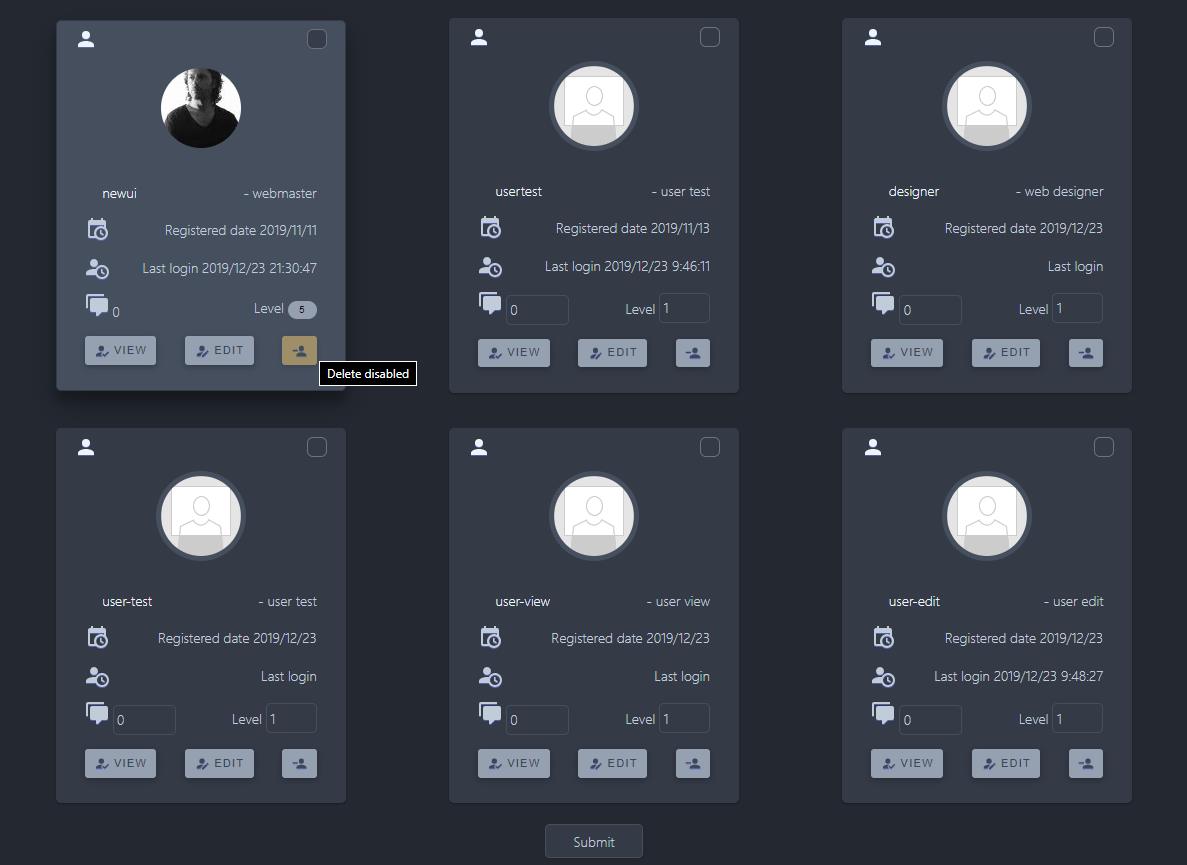 newui - webmaster
Registered date 2019/11/11
Last login 2019/12/23 21:30:47
0 Level 5
VIEW EDIT
Delete disabled
usertest - user test
Registered date 2019/11/13
Last login 2019/12/23 9:46:11
0 Level 1
VIEW EDIT
designer - web designer
Registered date 2019/12/23
Last login
0 Level 1
VIEW EDIT
user-test - user test
Registered date 2019/12/23
Last login
0 Level 1
VIEW EDIT
user-view - user view
Registered date 2019/12/23
Last login
0 Level 1
VIEW EDIT
user-edit - user edit
Registered date 2019/12/23
Last login 2019/12/23 9:48:27
0 Level 1
VIEW EDIT
Submit